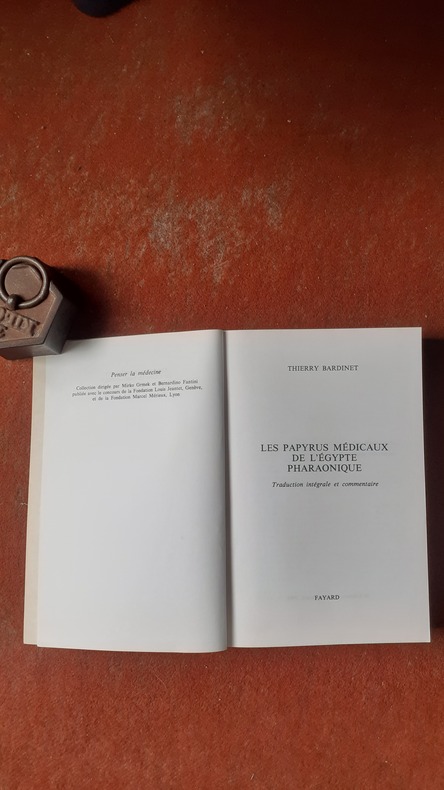 Penser la médecine
Collection dirigée par Mirko Grmek et Bernardino Fantini
publiée avec le concours de la Fondation Louis Jeantet, Genève,
et de la Fondation Marcel Mérieux, Lyon
THIERRY BARDINET
LES PAPYRUS MÉDICAUX
DE L'ÉGYPTE
PHARAONIQUE
Traduction intégrale et commentaire
FAYARD